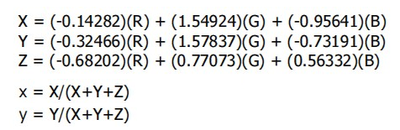 X = (-0.14282)(R) + (1.54924)(G) + (-0.95641)(B)
Y = (-0.32466)(R) + (1.57837)(G) + (-0.73191)(B)
Z = (-0.68202)(R) + (0.77073)(G) + (0.56332)(B)
x = X/(X+Y+Z)
y = Y/(X+Y+Z)